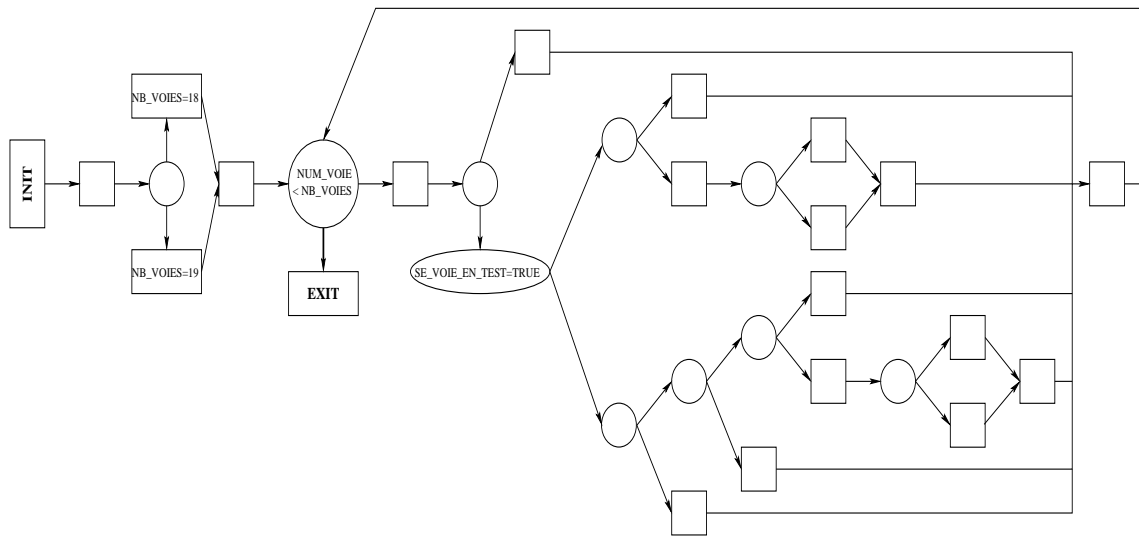 INIT
NB_VOIES=18
NB_VOIES=19
NUM_VOIE
< NB_VOIES
EXIT
SE_VOIE_EN_TEST=TRUE